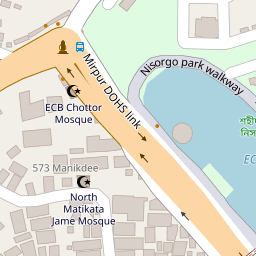 Mirpur DOHS link
Nisorgo park walkway
ECB Chottor
Mosque
573 Manikdee
North
Matikata
Jame Mosque